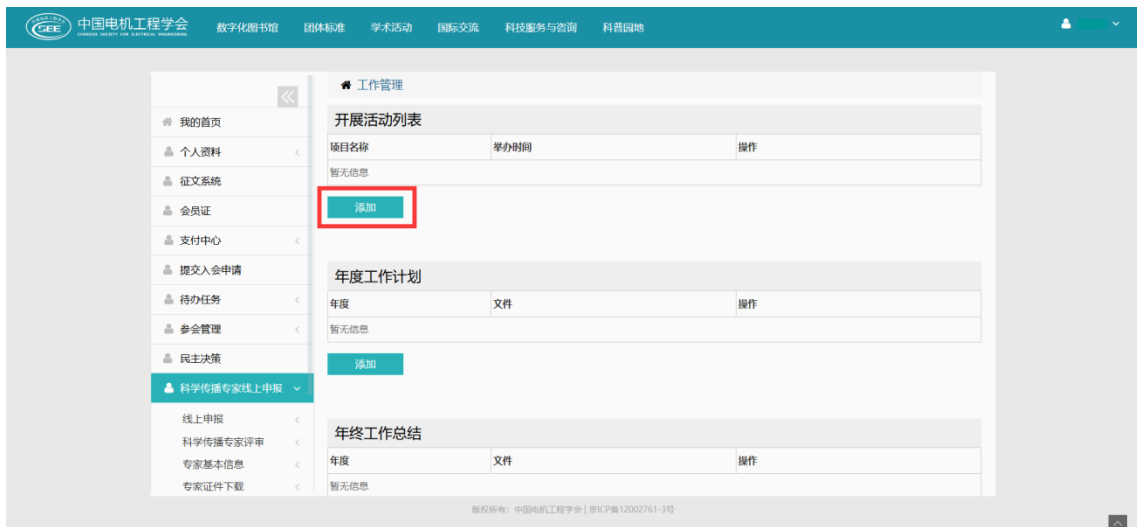 CSEE 中国电机工程学会 数字化图书馆 团体标准 学术活动 国际交流 科技服务与咨询 科普园地
CHINESE SOCIETY FOR ELECTRICAL ENGINEERING
工作管理
我的首页
个人资料
征文系统
会员证
支付中心
提交入会申请
待办任务
参会管理
民主决策
科学传播专家线上申报
线上申报
科学传播专家评审
专家基本信息
专家证件下载
开展活动列表
项目名称 举办时间 操作
暂无信息
添加
年度工作计划
年度 文件 操作
暂无信息
添加
年终工作总结
年度 文件 操作
暂无信息
版权所有：中国电机工程学会 | 京ICP备12002761-3号